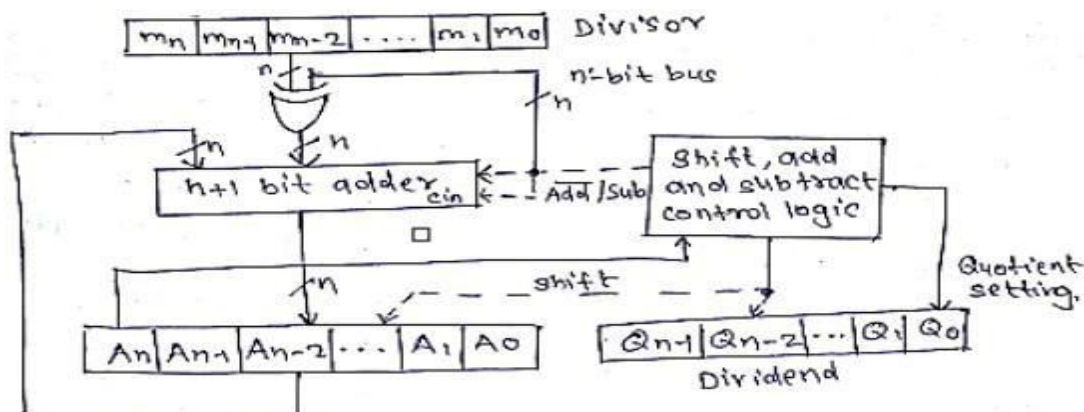 mn mn-1 mn-2 .... m1 m0 Divisor
n n-bit bus
n
n n
n+1 bit adder cin
Add/Sub
shift, add
and subtract
control logic
n shift
Quotient
setting.
An An-1 An-2 ... A1 A0
Qn-1 Qn-2 ... Q1 Q0
Dividend